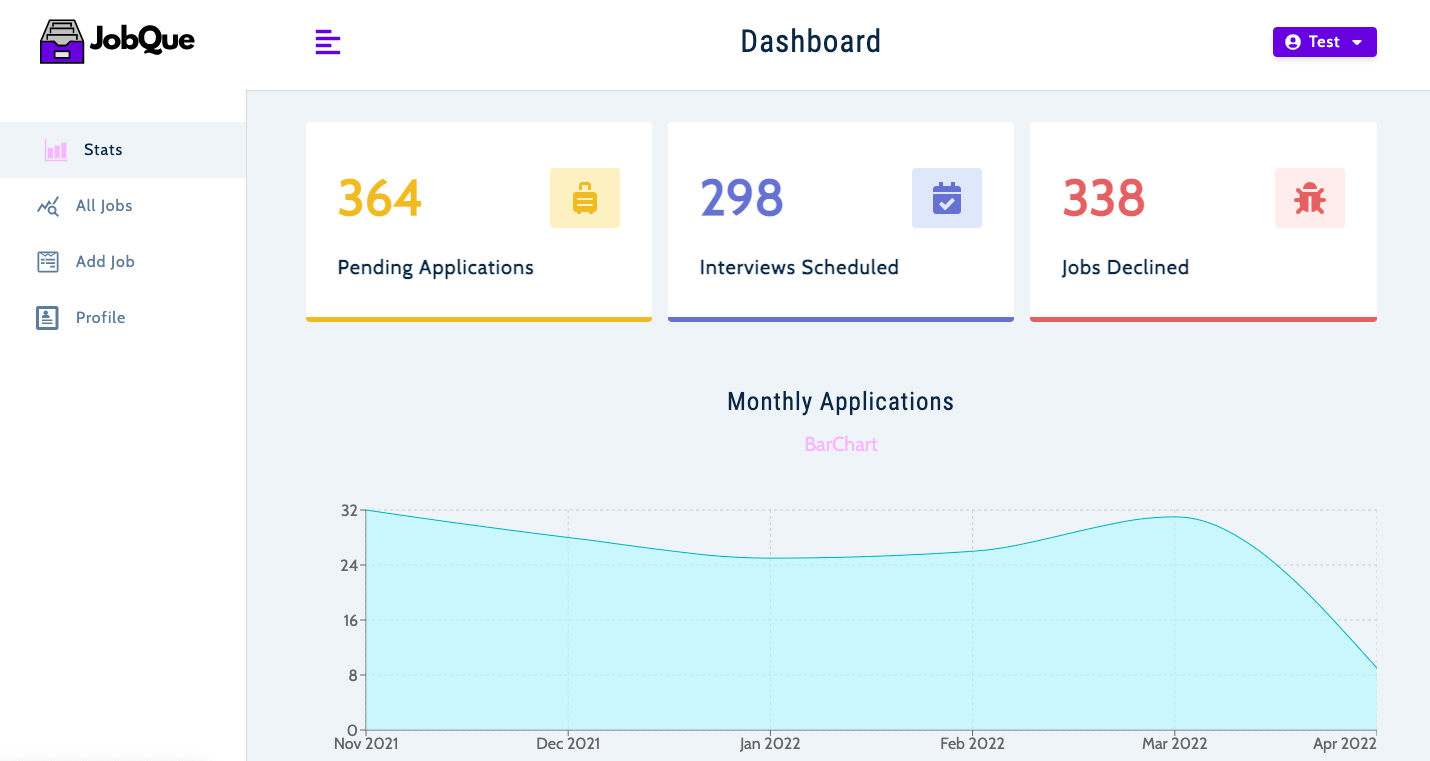 JobQue
Dashboard
Test
Stats
All Jobs
Add Job
Profile
364
Pending Applications
298
Interviews Scheduled
338
Jobs Declined
Monthly Applications
BarChart
32
24
16
8
0
Nov 2021 Dec 2021 Jan 2022 Feb 2022 Mar 2022 Apr 2022